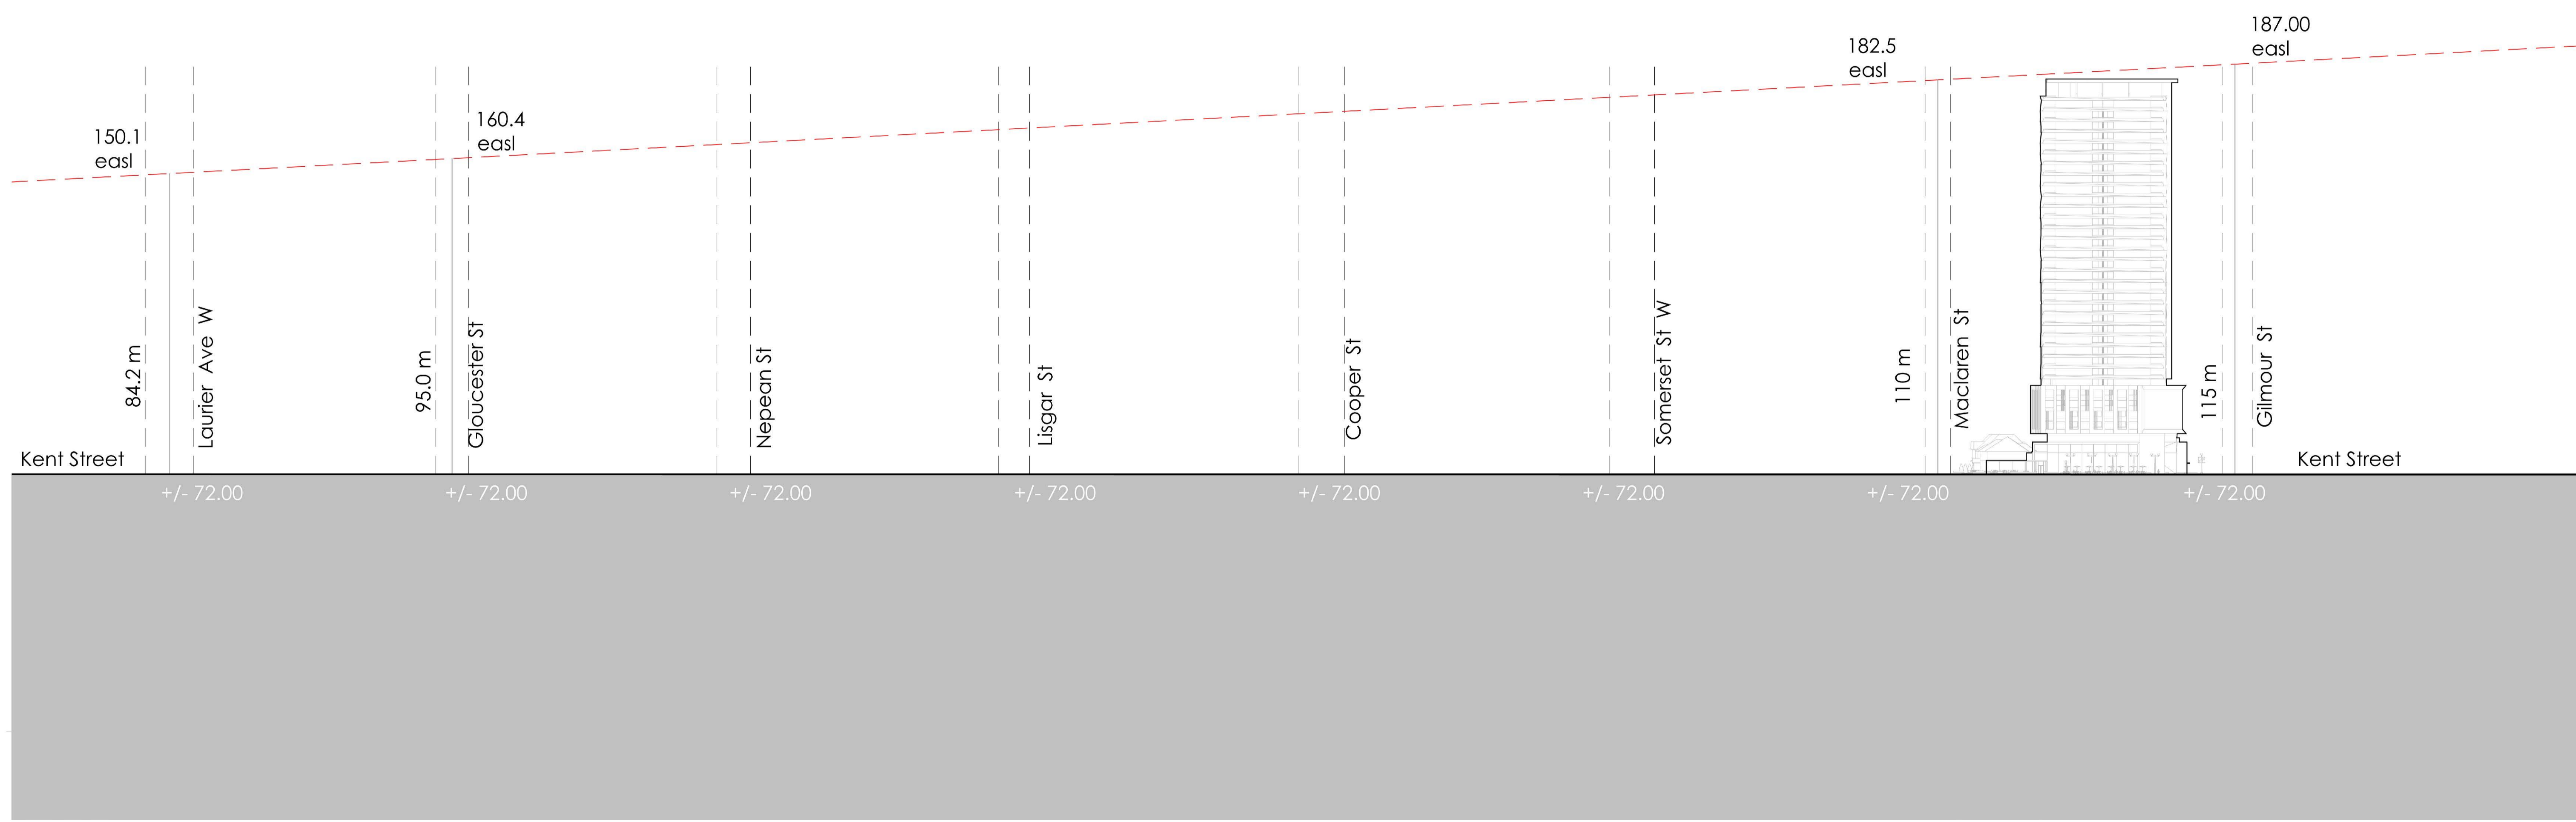 187.00
easl
182.5
easl
160.4
easl
150.1
easl
84.2 m
Laurier Ave W
95.0 m
Gloucester St
Nepean St
Lisgar St
Cooper St
Somerset St W
110 m
Maclaren St
115 m
Gilmour St
Kent Street
Kent Street
+/- 72.00
+/- 72.00
+/- 72.00
+/- 72.00
+/- 72.00
+/- 72.00
+/- 72.00
+/- 72.00